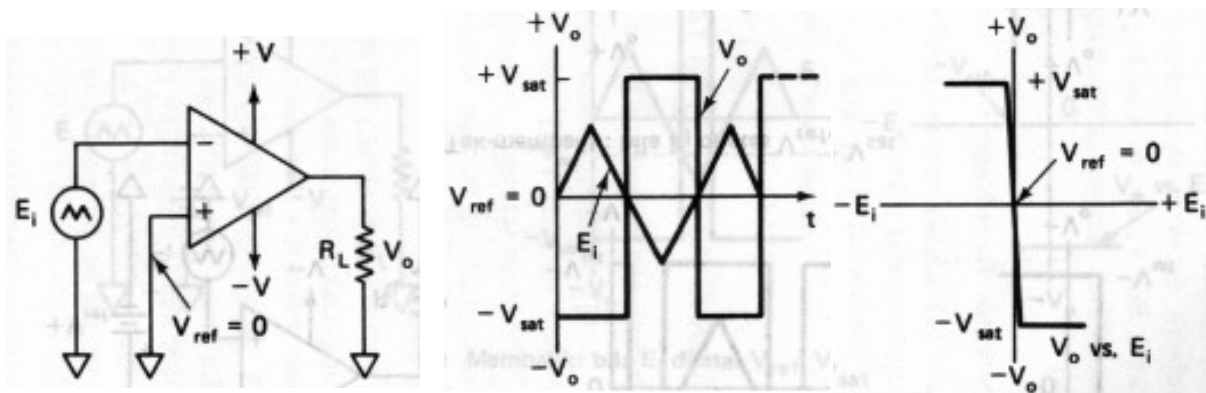 + V
−
+
E_i
− V
R_L
V_o
V_ref = 0
+ V_o
V_o
+ V_sat
V_ref = 0
E_i
t
− V_sat
− V_o
+ V_o
+ V_sat
V_ref = 0
− E_i
+ E_i
− V_sat
V_o vs. E_i
− V_o